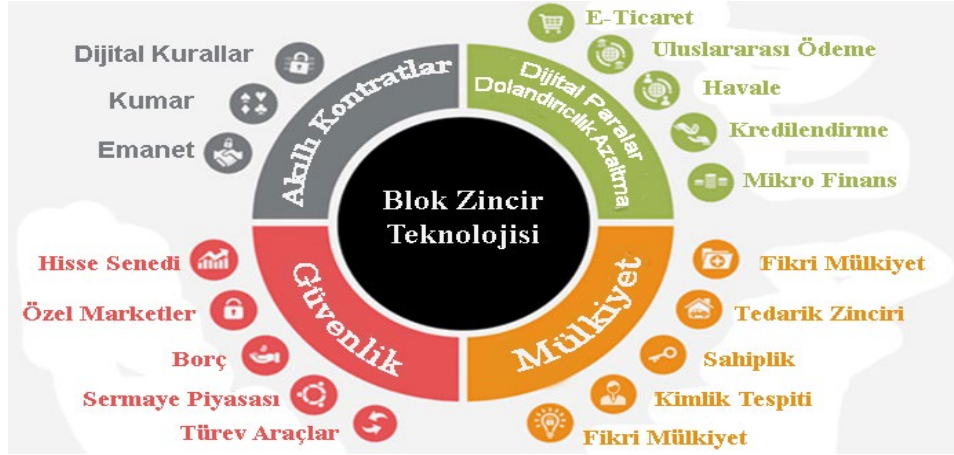 Dijital Kurallar
Kumar
Emanet
Akıllı Kontratlar
Dijital Paralar
Dolandırıcılık Azaltma
E-Ticaret
Uluslararası Ödeme
Havale
Kredilendirme
Mikro Finans
Blok Zincir
Teknolojisi
Hisse Senedi
Özel Marketler
Borç
Sermaye Piyasası
Türev Araçlar
Güvenlik
Mülkiyet
Fikri Mülkiyet
Tedarik Zinciri
Sahiplik
Kimlik Tespiti
Fikri Mülkiyet